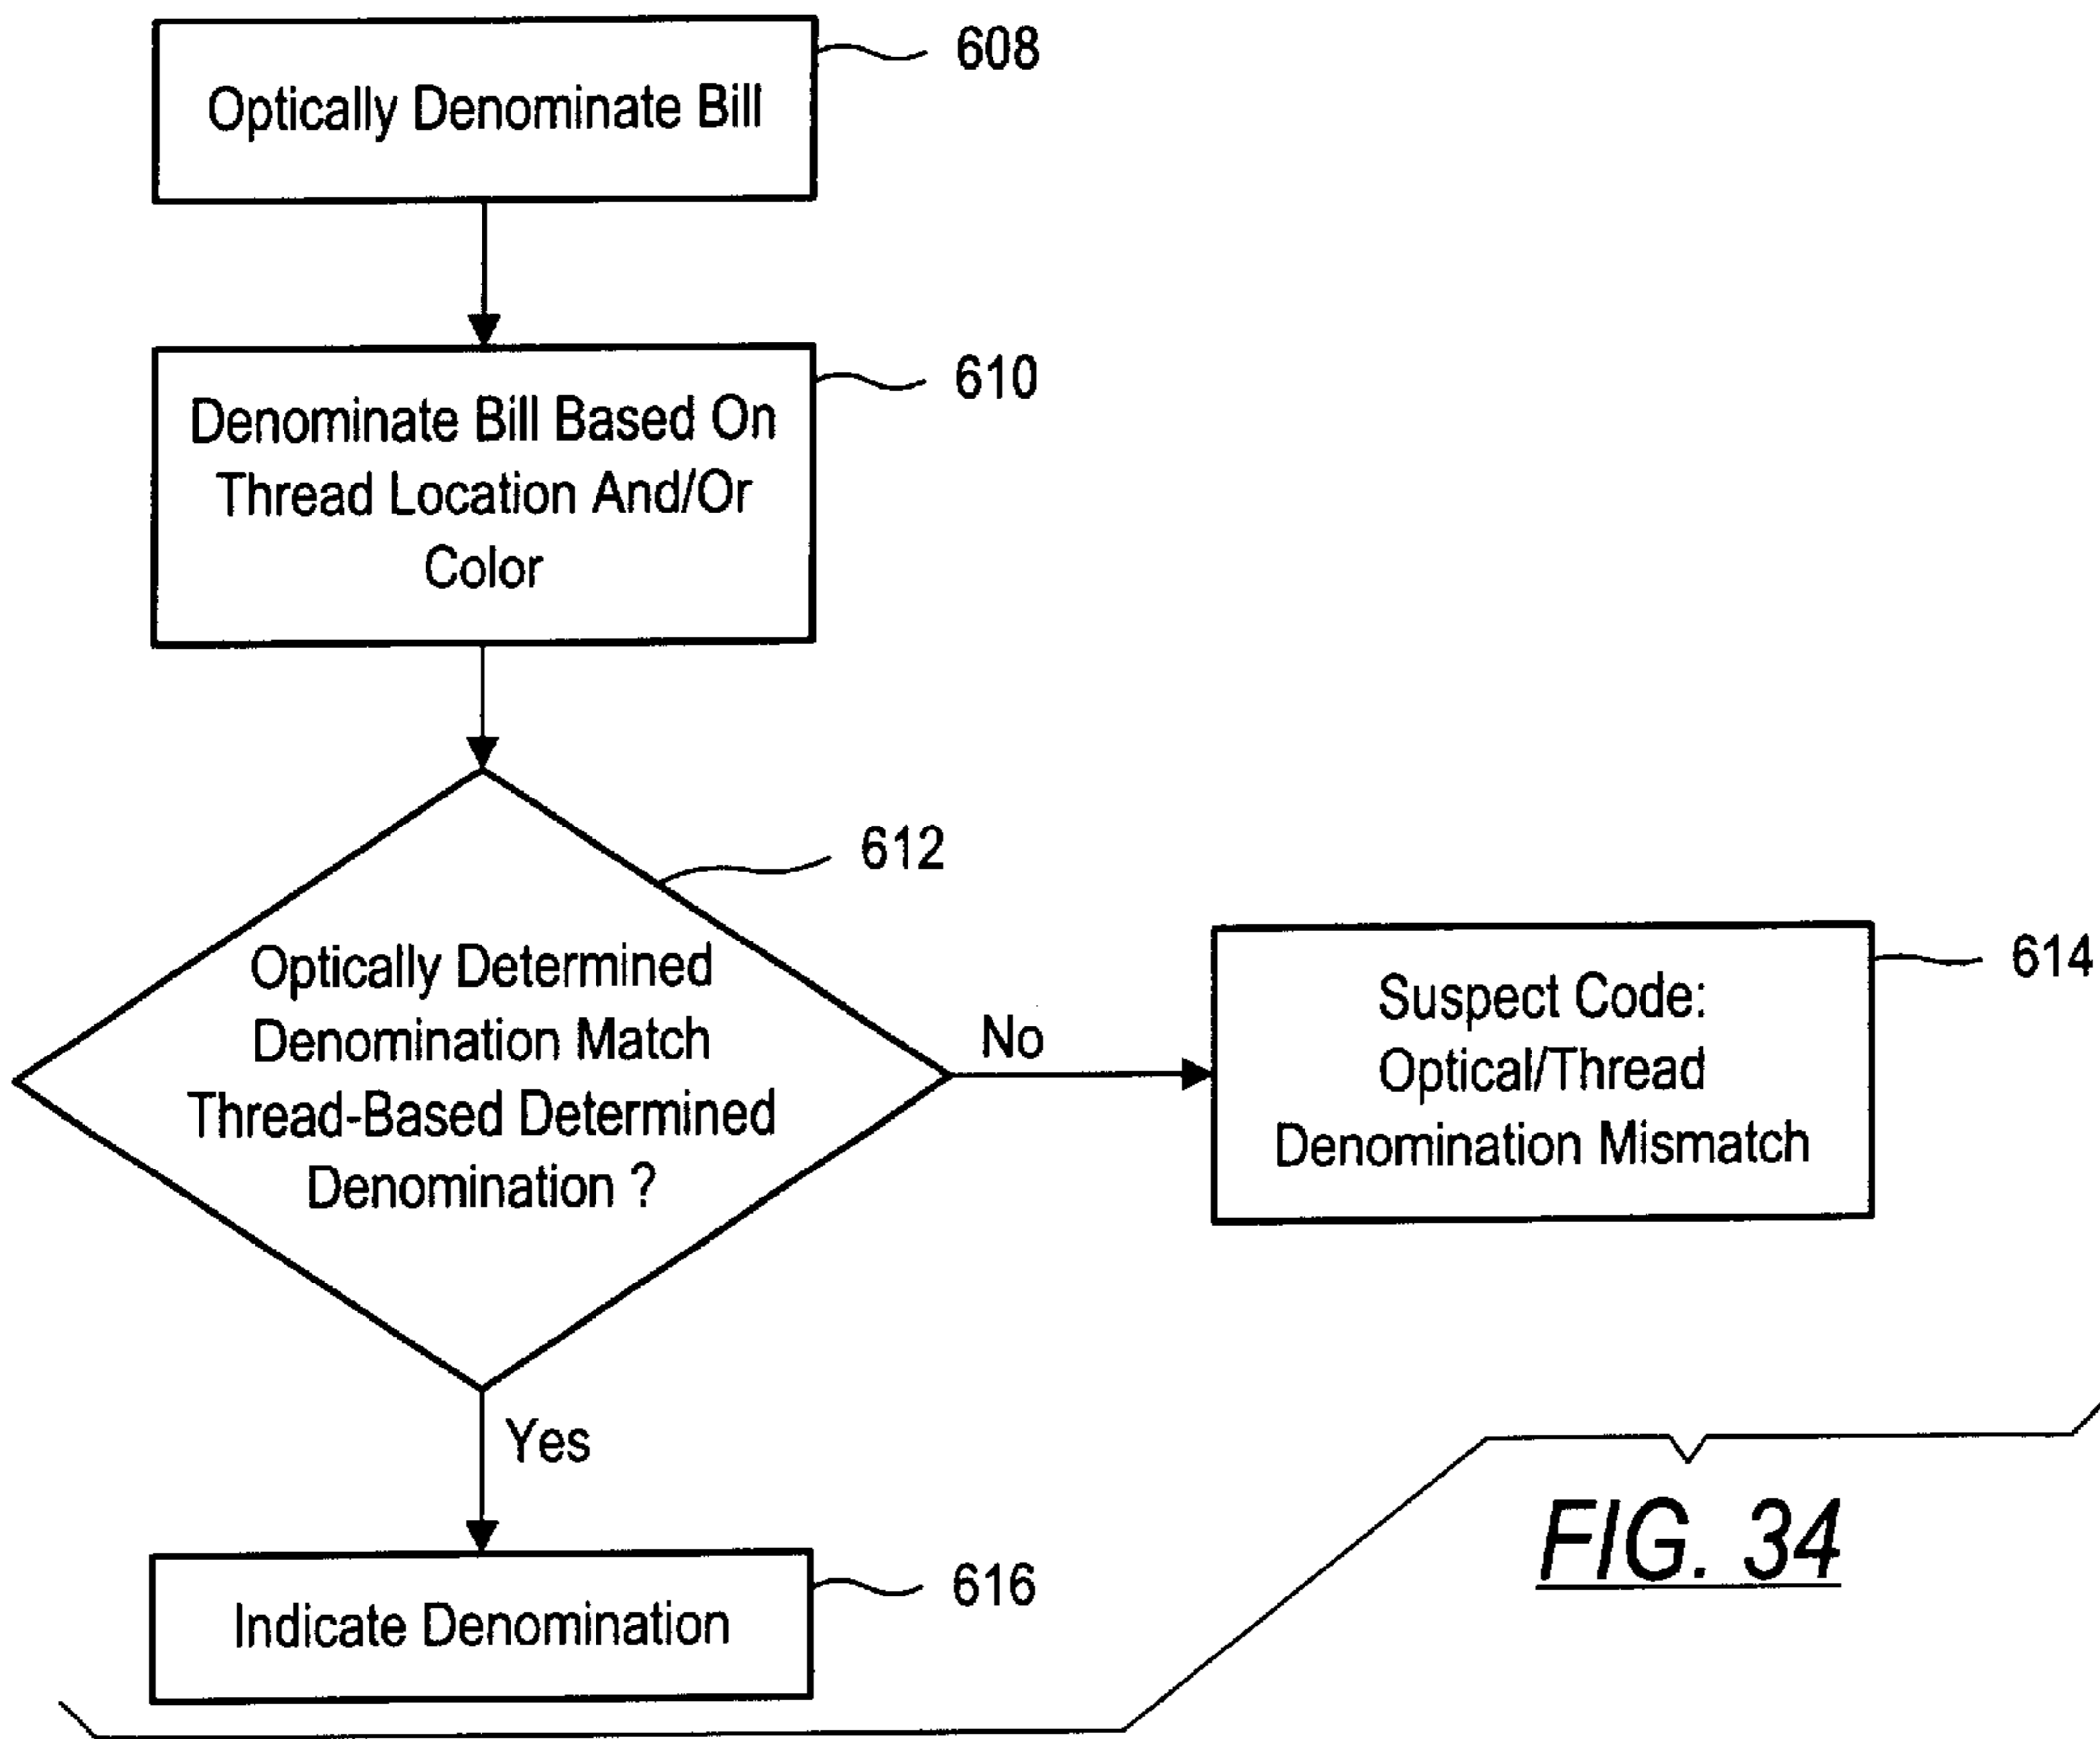 608
Optically Denominate Bill
610
Denominate Bill Based On
Thread Location And/Or
Color
612
Optically Determined
Denomination Match
Thread-Based Determined
Denomination ?
No
614
Suspect Code:
Optical/Thread
Denomination Mismatch
Yes
616
Indicate Denomination
FIG. 34